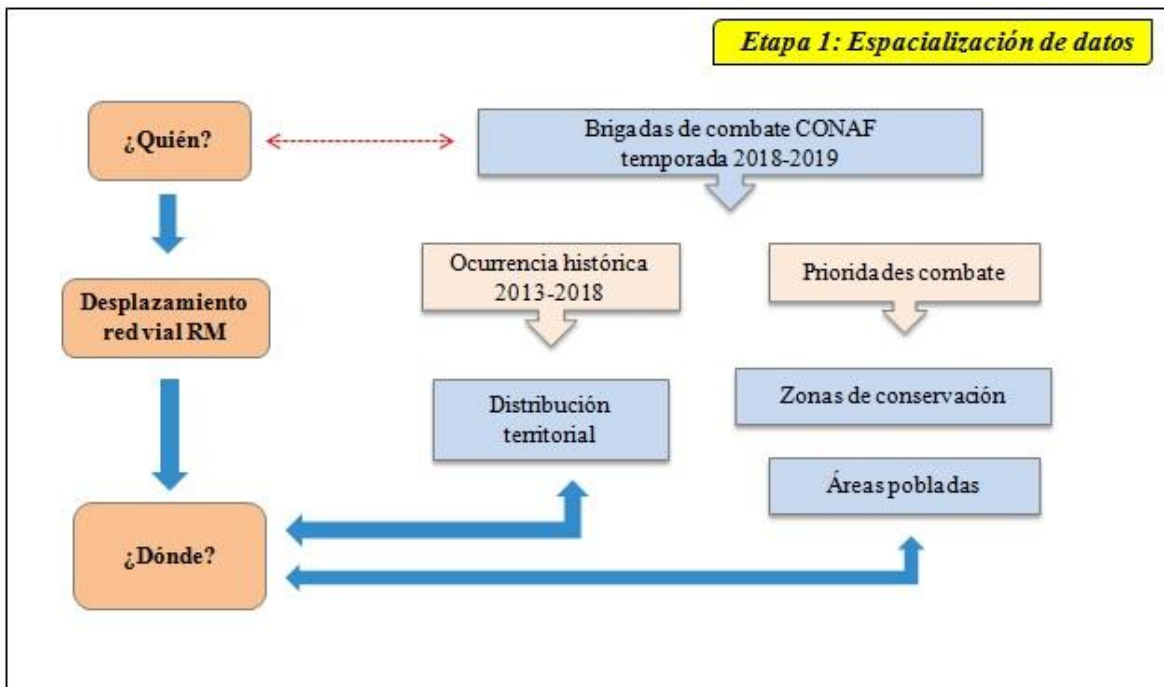 Etapa 1: Espacialización de datos
¿Quién?
Brigadas de combate CONAF
temporada 2018-2019
Ocurrencia histórica
2013-2018
Prioridades combate
Desplazamiento
red vial RM
Distribución
territorial
Zonas de conservación
Áreas pobladas
¿Dónde?